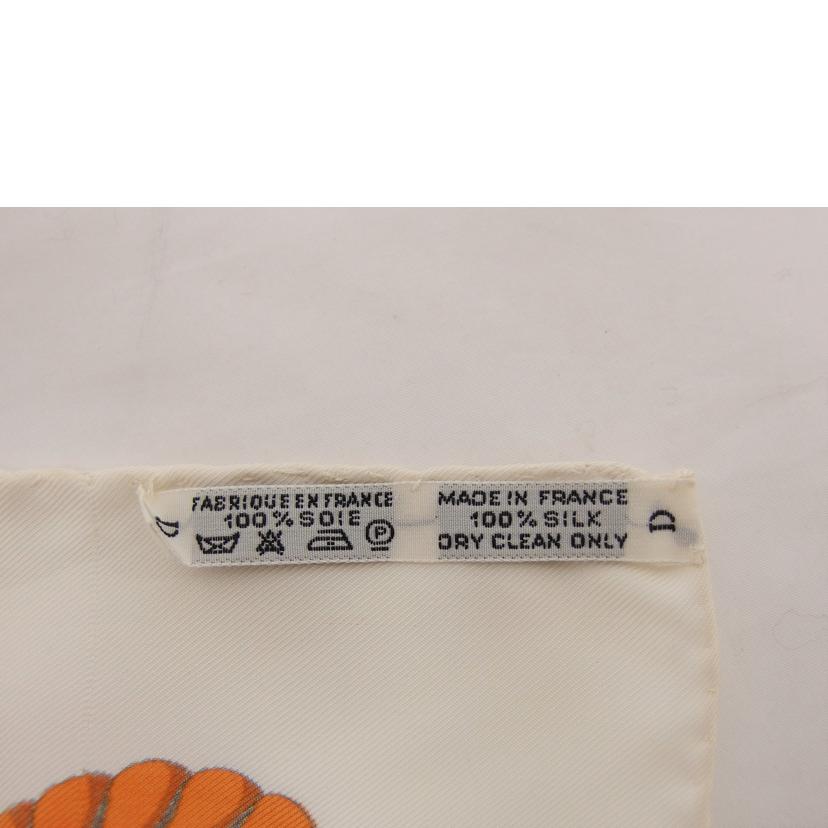 D
FABRIQUE EN FRANCE
100% SOIE
P
MADE IN FRANCE
100% SILK
DRY CLEAN ONLY
D